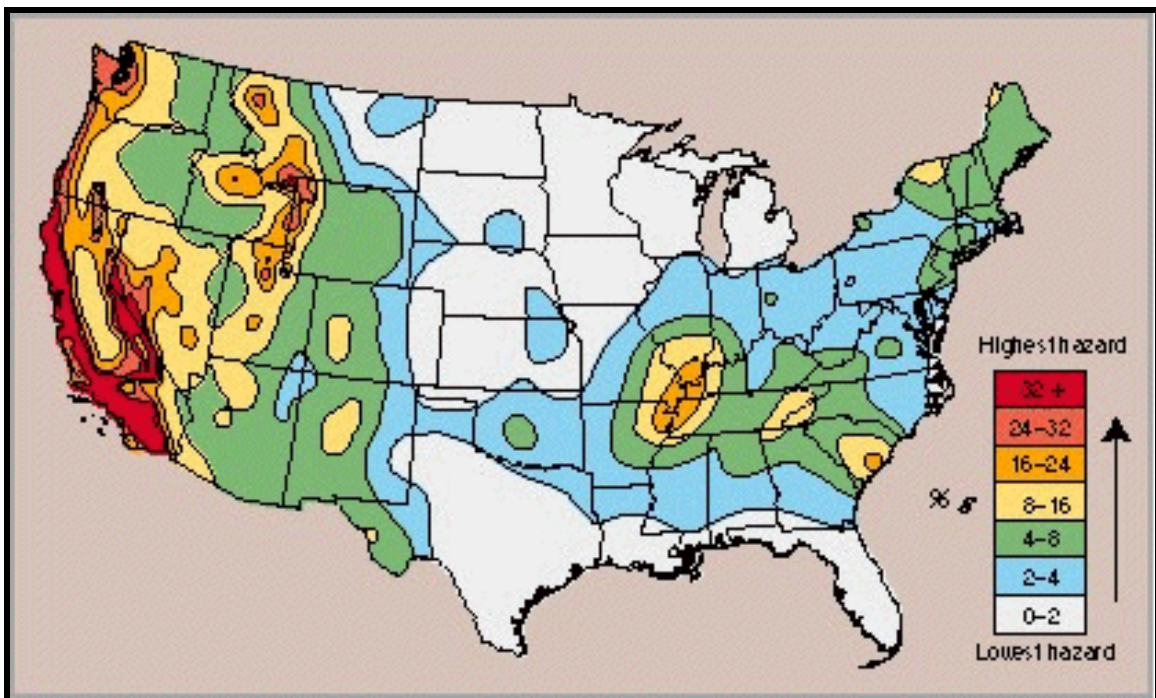 Highest hazard
32 +
24-32
16-24
8-16
% g
4-8
2-4
0-2
Lowest hazard